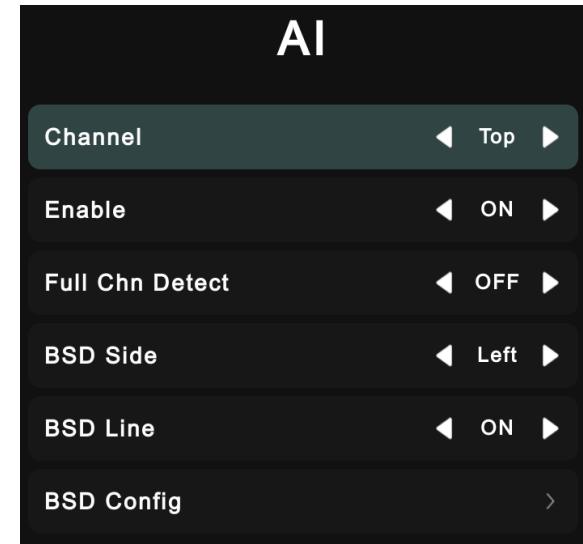 AI
Channel Top
Enable ON
Full Chn Detect OFF
BSD Side Left
BSD Line ON
BSD Config